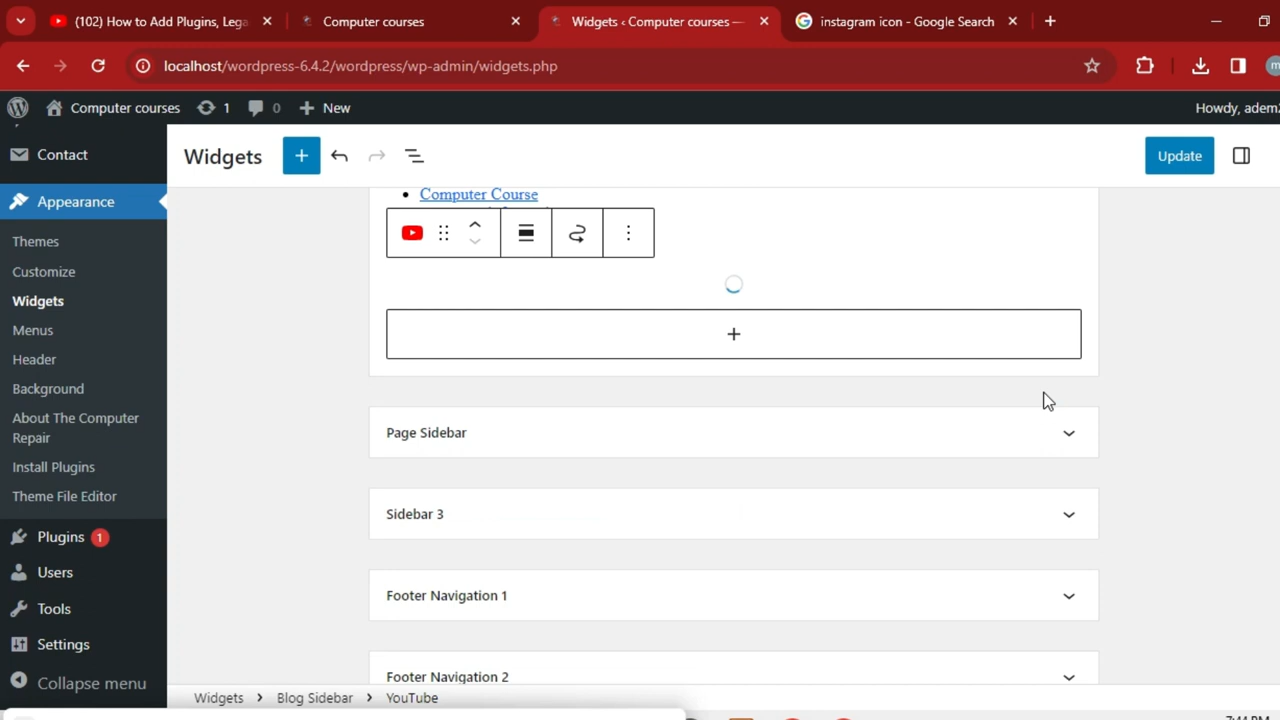 (102) How to Add Plugins, Lega
Computer courses
Widgets ‹ Computer courses —
instagram icon - Google Search
localhost/wordpress-6.4.2/wordpress/wp-admin/widgets.php
m
Computer courses
1
0
New
Howdy, adem2
Contact
Appearance
Themes
Customize
Widgets
Menus
Header
Background
About The Computer
Repair
Install Plugins
Theme File Editor
Plugins 1
Users
Tools
Settings
Collapse menu
Widgets
Update
Computer Course
Page Sidebar
Sidebar 3
Footer Navigation 1
Footer Navigation 2
Widgets > Blog Sidebar > YouTube